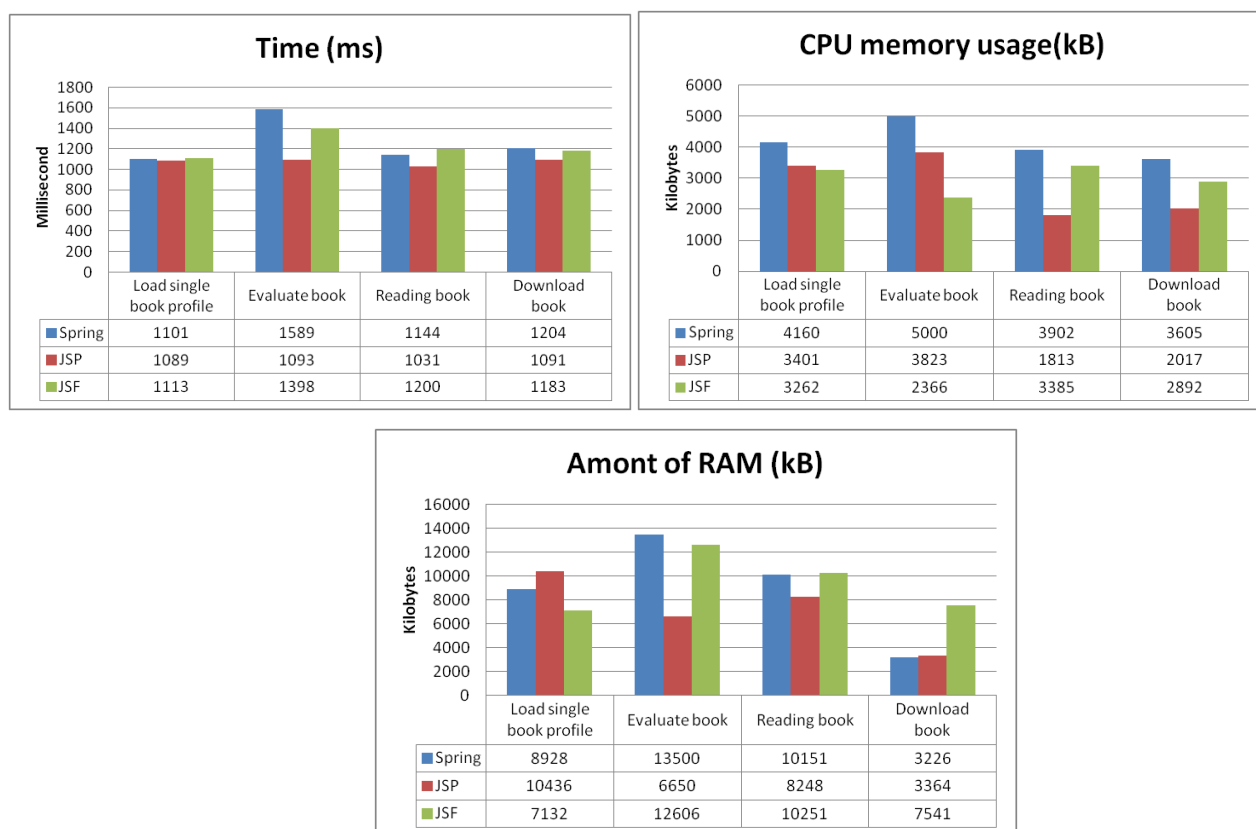 Time (ms)
1800
1600
1400
1200
1000
800
600
400
200
0
Millisecond
Load single book profile Evaluate book Reading book Download book
Spring 1101 1589 1144 1204
JSP 1089 1093 1031 1091
JSF 1113 1398 1200 1183
CPU memory usage(kB)
6000
5000
4000
3000
2000
1000
0
Kilobytes
Load single book profile Evaluate book Reading book Download book
Spring 4160 5000 3902 3605
JSP 3401 3823 1813 2017
JSF 3262 2366 3385 2892
Amont of RAM (kB)
16000
14000
12000
10000
8000
6000
4000
2000
0
Kilobytes
Load single book profile Evaluate book Reading book Download book
Spring 8928 13500 10151 3226
JSP 10436 6650 8248 3364
JSF 7132 12606 10251 7541